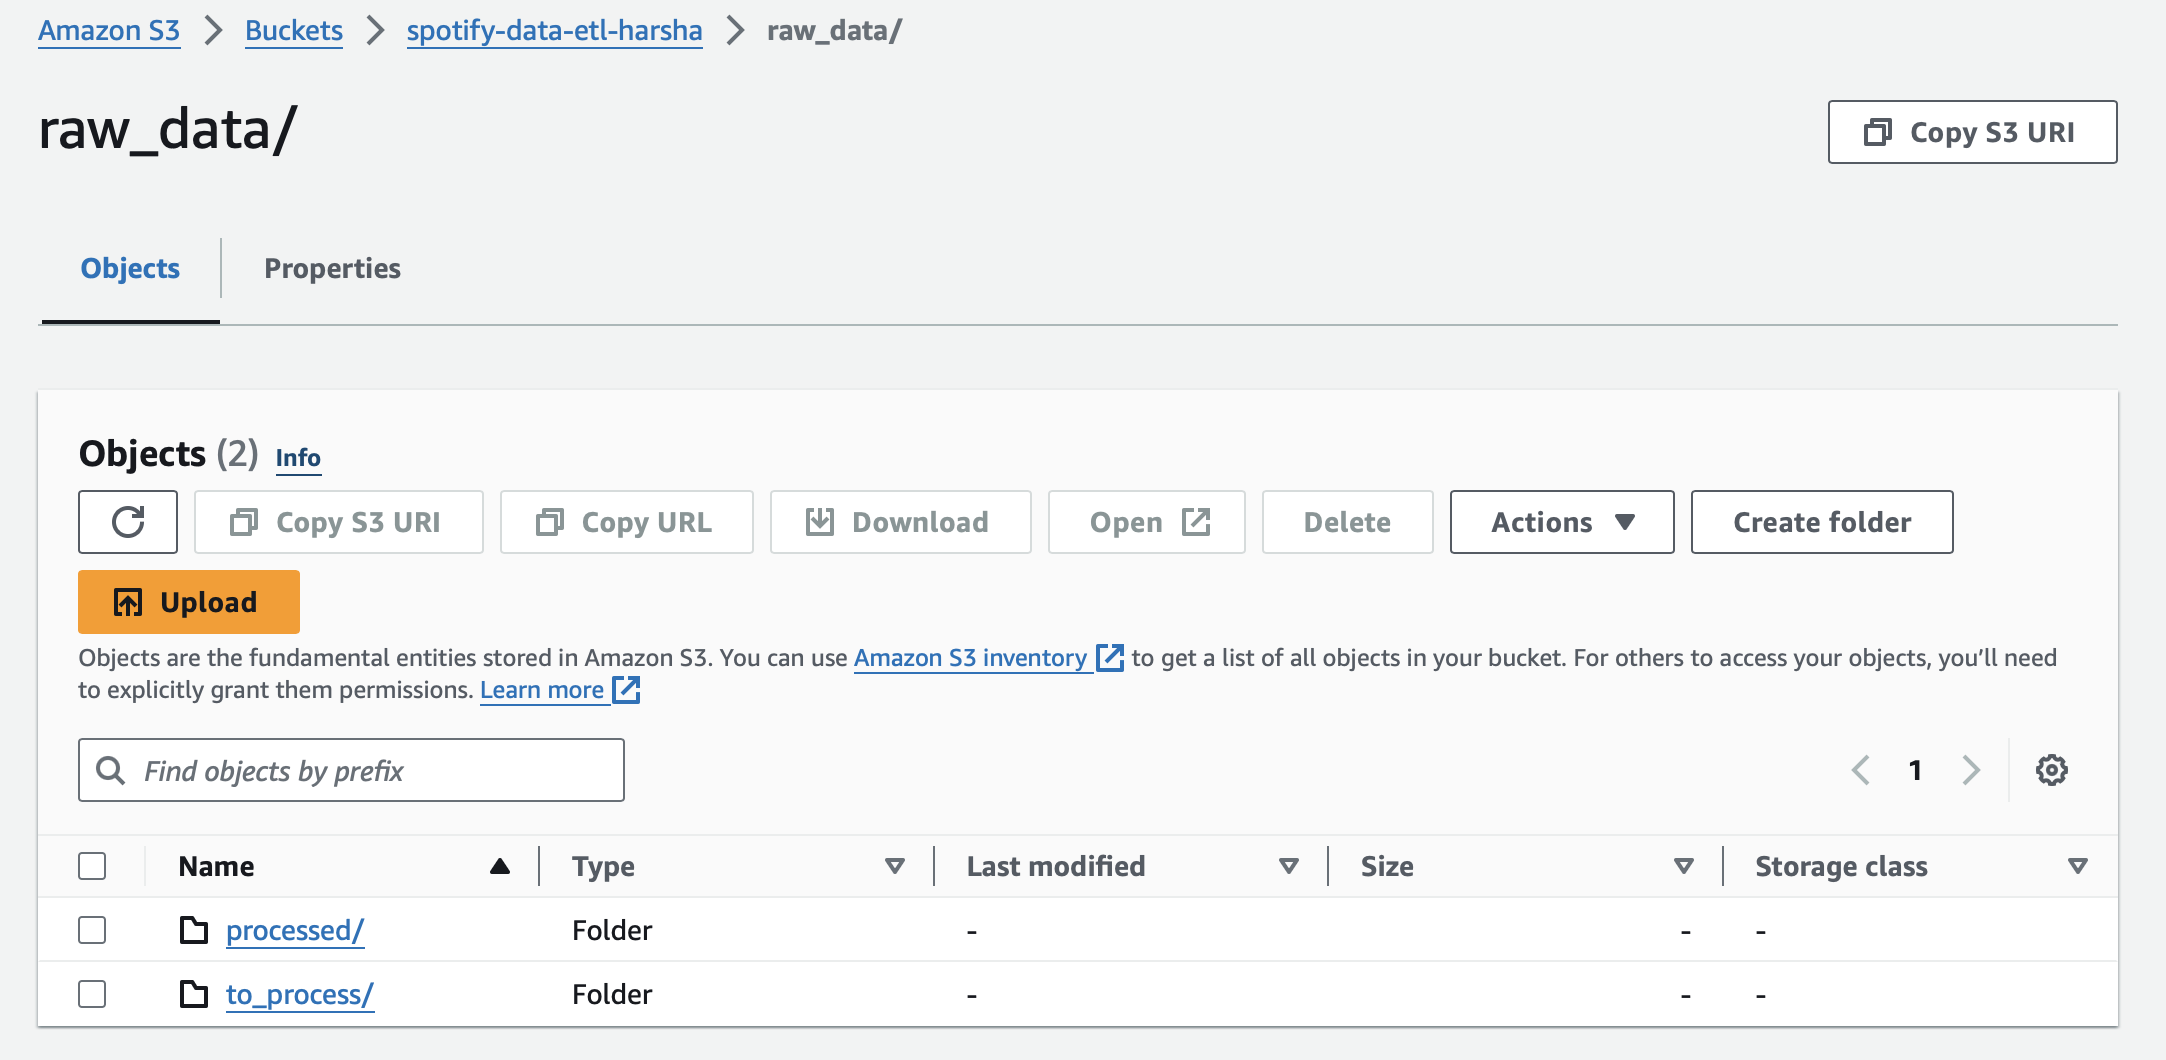 Amazon S3 > Buckets > spotify-data-etl-harsha > raw_data/
raw_data/
Copy S3 URI
Objects
Properties
Objects (2) Info
Copy S3 URI
Copy URL
Download
Open
Delete
Actions
Create folder
Upload
Objects are the fundamental entities stored in Amazon S3. You can use Amazon S3 inventory to get a list of all objects in your bucket. For others to access your objects, you’ll need
to explicitly grant them permissions. Learn more
Find objects by prefix
1
Name Type Last modified Size Storage class
processed/ Folder - - -
to_process/ Folder - - -